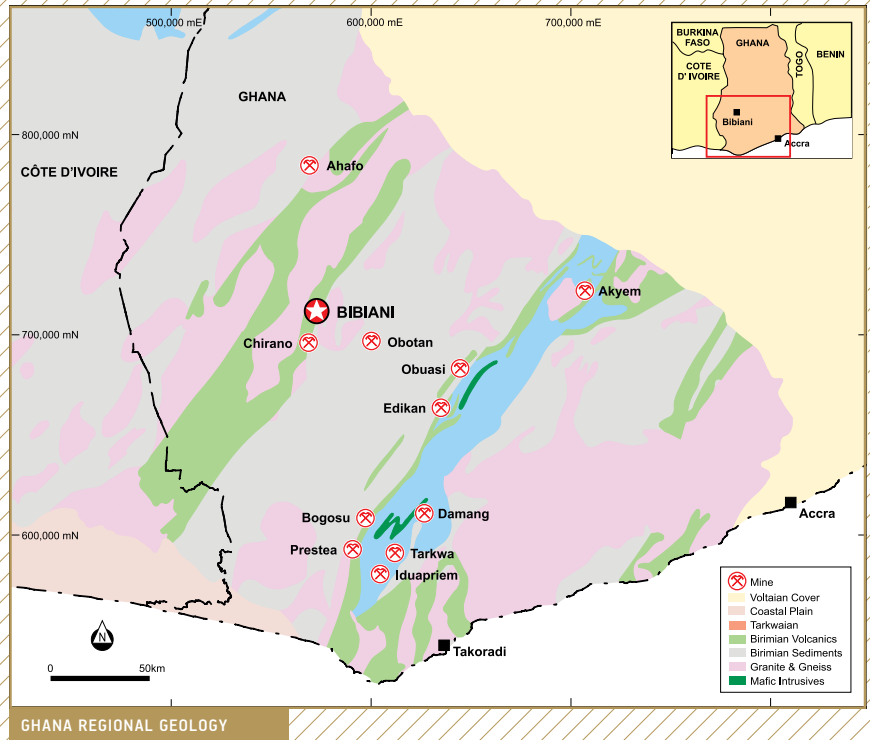 500,000 mE
600,000 mE
700,000 mE
BURKINA
FASO
GHANA
BENIN
TOGO
COTE
D'IVOIRE
Bibiani
Accra
GHANA
800,000 mN
CÔTE D'IVOIRE
Ahafo
Akyem
BIBIANI
700,000 mN
Chirano
Obotan
Obuasi
Edikan
Bogosu
Damang
Accra
600,000 mN
Prestea
Tarkwa
Iduapriem
Takoradi
N
0
50km
Mine
Voltaian Cover
Coastal Plain
Tarkwaian
Birimian Volcanics
Birimian Sediments
Granite & Gneiss
Mafic Intrusives
GHANA REGIONAL GEOLOGY